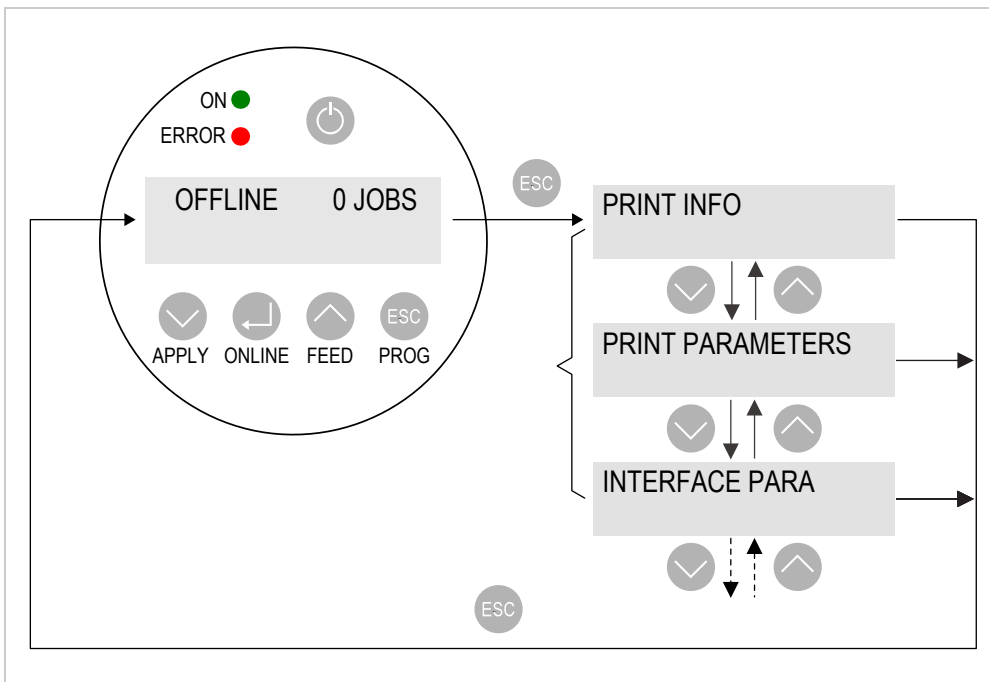 ON
ERROR
OFFLINE 0 JOBS
APPLY ONLINE FEED ESC PROG
ESC
PRINT INFO
PRINT PARAMETERS
INTERFACE PARA
ESC